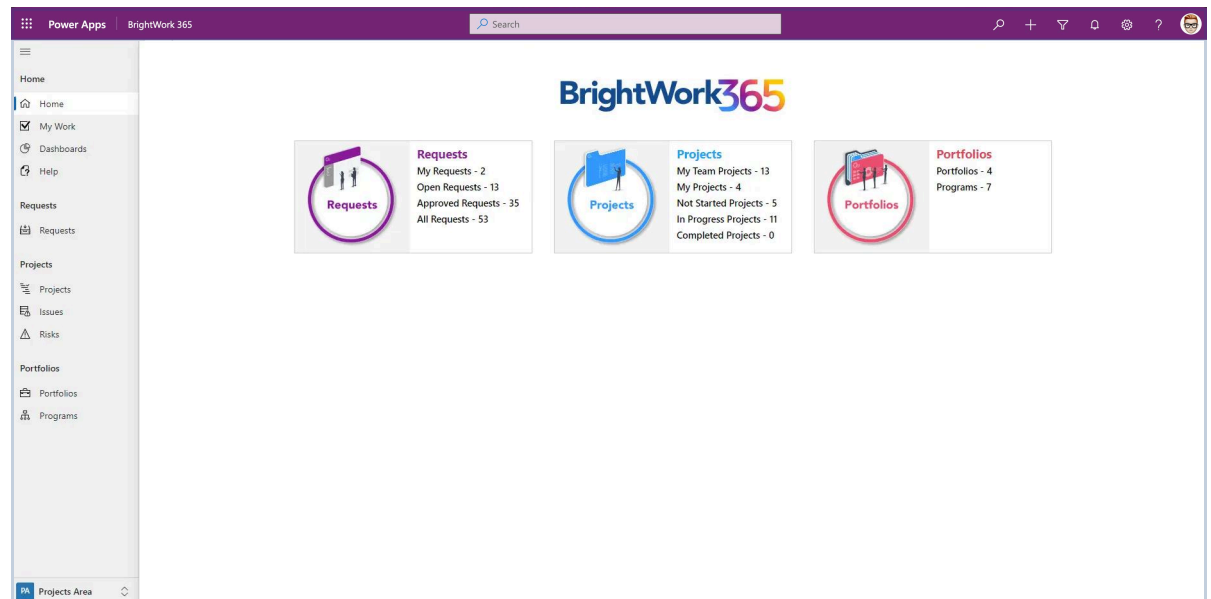 Power Apps
BrightWork 365
Search
Home
Home
My Work
Dashboards
Help
Requests
Requests
Projects
Projects
Issues
Risks
Portfolios
Portfolios
Programs
PA Projects Area
BrightWork365
Requests
Requests
My Requests - 2
Open Requests - 13
Approved Requests - 35
All Requests - 53
Projects
Projects
My Team Projects - 13
My Projects - 4
Not Started Projects - 5
In Progress Projects - 11
Completed Projects - 0
Portfolios
Portfolios
Portfolios - 4
Programs - 7